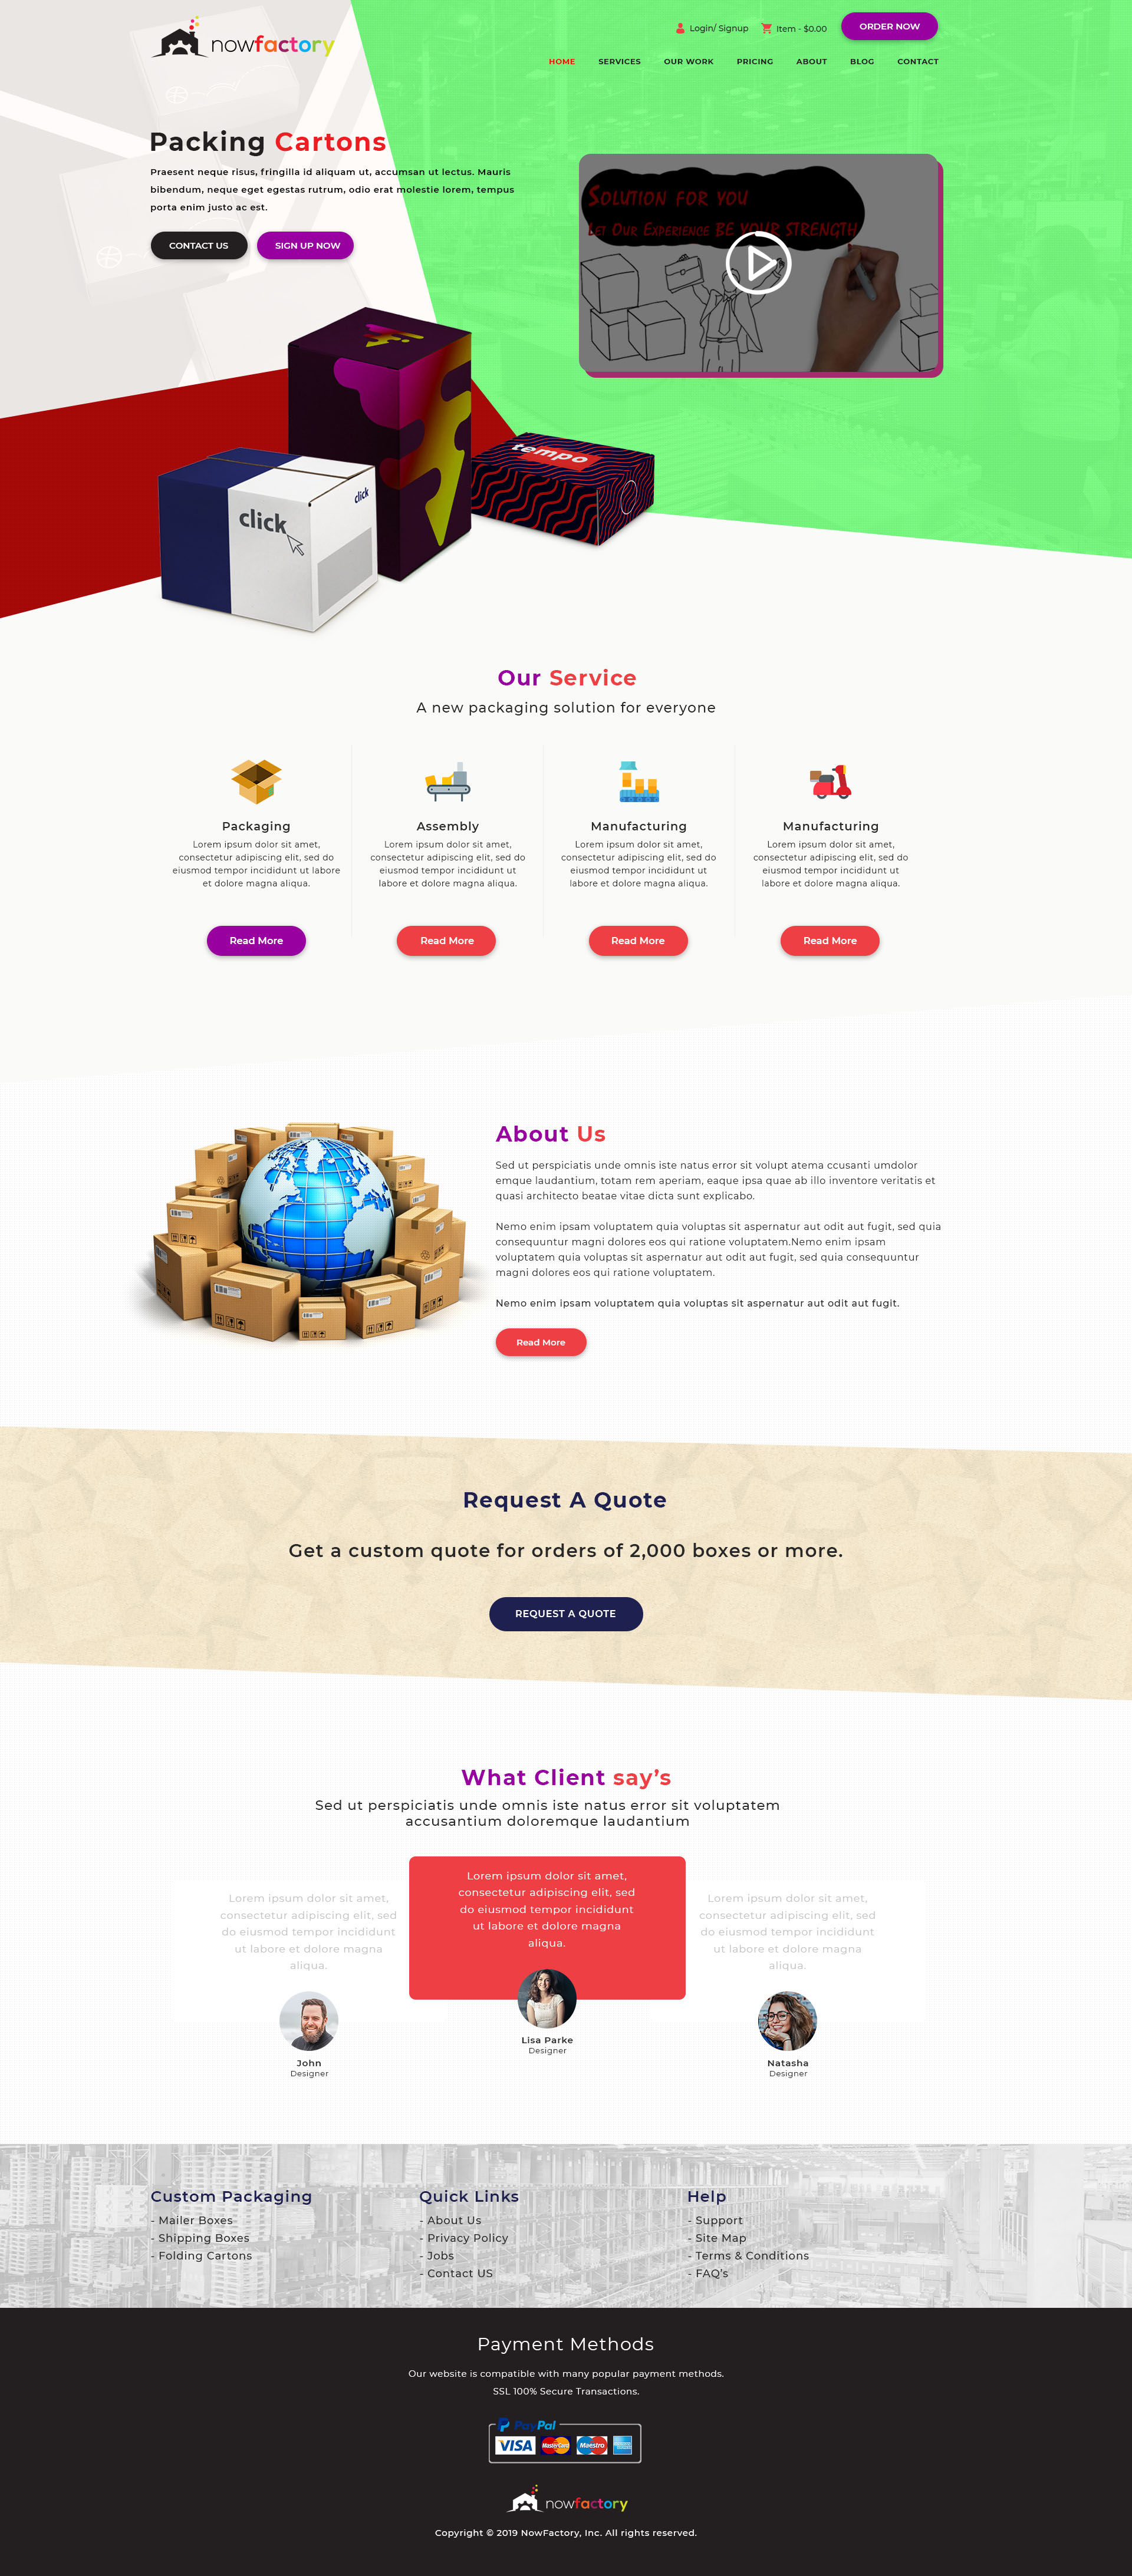 nowfactory
Login/ Signup
Item - $0.00
ORDER NOW
HOME SERVICES OUR WORK PRICING ABOUT BLOG CONTACT
Packing Cartons
Praesent neque risus, fringilla id aliquam ut, accumsan ut lectus. Mauris
bibendum, neque eget egestas rutrum, odio erat molestie lorem, tempus
porta enim justo ac est.
CONTACT US
SIGN UP NOW
SOLUTION FOR YOU
LET OUR EXPERIENCE BE YOUR STRENGTH
tempo
click
click
Our Service
A new packaging solution for everyone
Packaging
Lorem ipsum dolor sit amet,
consectetur adipiscing elit, sed do
eiusmod tempor incididunt ut labore
et dolore magna aliqua.
Read More
Assembly
Lorem ipsum dolor sit amet,
consectetur adipiscing elit, sed do
eiusmod tempor incididunt ut
labore et dolore magna aliqua.
Read More
Manufacturing
Lorem ipsum dolor sit amet,
consectetur adipiscing elit, sed do
eiusmod tempor incididunt ut
labore et dolore magna aliqua.
Read More
Manufacturing
Lorem ipsum dolor sit amet,
consectetur adipiscing elit, sed do
eiusmod tempor incididunt ut
labore et dolore magna aliqua.
Read More
About Us
Sed ut perspiciatis unde omnis iste natus error sit volupt atema ccusanti umdolor
emque laudantium, totam rem aperiam, eaque ipsa quae ab illo inventore veritatis et
quasi architecto beatae vitae dicta sunt explicabo.
Nemo enim ipsam voluptatem quia voluptas sit aspernatur aut odit aut fugit, sed quia
consequuntur magni dolores eos qui ratione voluptatem.Nemo enim ipsam
voluptatem quia voluptas sit aspernatur aut odit aut fugit, sed quia consequuntur
magni dolores eos qui ratione voluptatem.
Nemo enim ipsam voluptatem quia voluptas sit aspernatur aut odit aut fugit.
Read More
Request A Quote
Get a custom quote for orders of 2,000 boxes or more.
REQUEST A QUOTE
What Client say's
Sed ut perspiciatis unde omnis iste natus error sit voluptatem
accusantium doloremque laudantium
Lorem ipsum dolor sit amet,
consectetur adipiscing elit, sed
do eiusmod tempor incididunt
ut labore et dolore magna
aliqua.
John
Designer
Lorem ipsum dolor sit amet,
consectetur adipiscing elit, sed
do eiusmod tempor incididunt
ut labore et dolore magna
aliqua.
Lisa Parke
Designer
Lorem ipsum dolor sit amet,
consectetur adipiscing elit, sed
do eiusmod tempor incididunt
ut labore et dolore magna
aliqua.
Natasha
Designer
Custom Packaging
- Mailer Boxes
- Shipping Boxes
- Folding Cartons
Quick Links
- About Us
- Privacy Policy
- Jobs
- Contact US
Help
- Support
- Site Map
- Terms & Conditions
- FAQ's
Payment Methods
Our website is compatible with many popular payment methods.
SSL 100% Secure Transactions.
PayPal
VISA MasterCard Maestro
nowfactory
Copyright © 2019 NowFactory, Inc. All rights reserved.